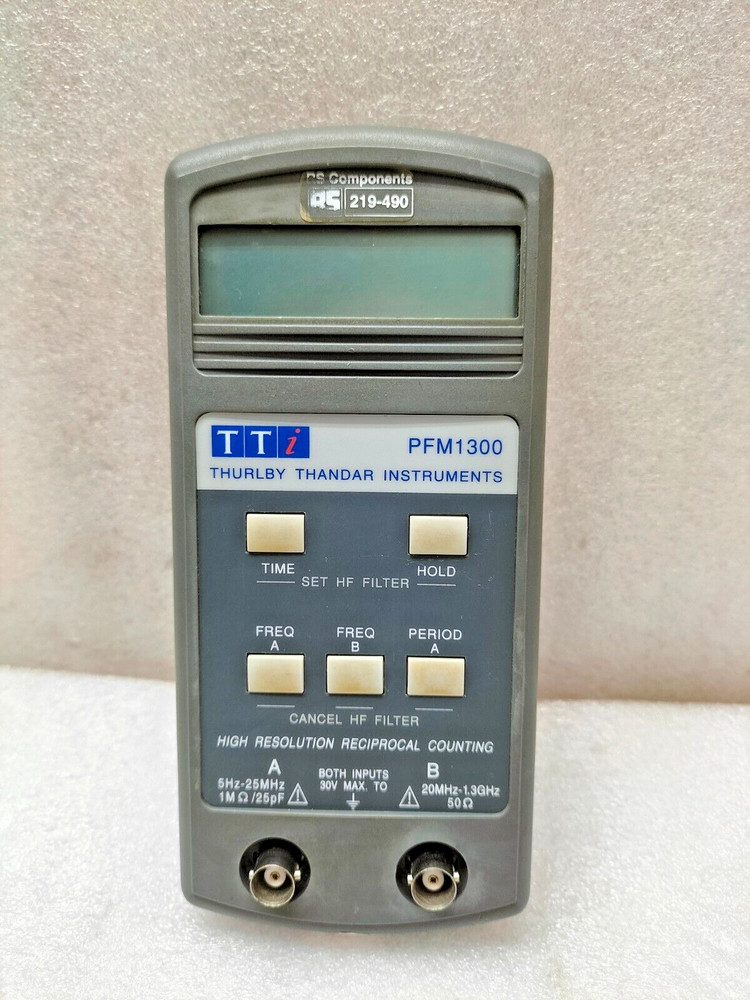 RS Components
RS 219-490
TTi PFM1300
THURLBY THANDAR INSTRUMENTS
TIME HOLD
SET HF FILTER
FREQ A FREQ B PERIOD A
CANCEL HF FILTER
HIGH RESOLUTION RECIPROCAL COUNTING
A
5Hz-25MHz
1MΩ/25pF
BOTH INPUTS
30V MAX. TO
B
20MHz-1.3GHz
50Ω